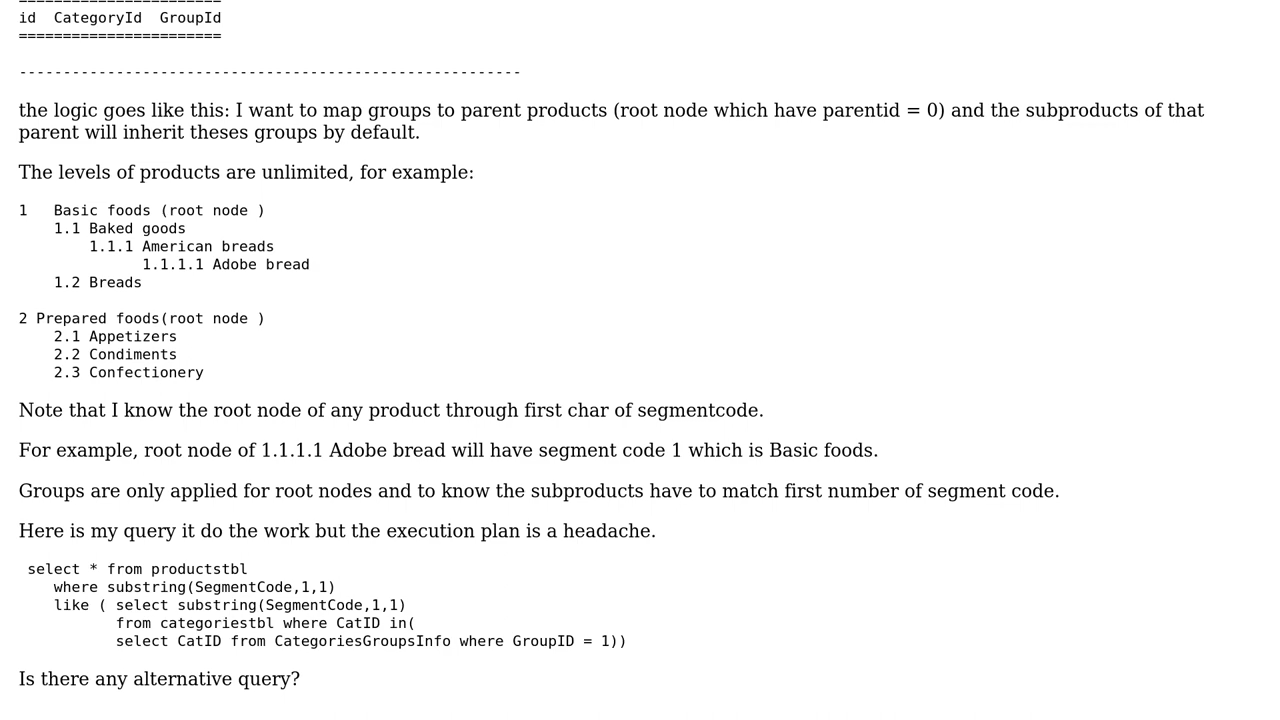 =======================
id  CategoryId  GroupId
=======================
---------------------------------------------------------
the logic goes like this: I want to map groups to parent products (root node which have parentid = 0) and the subproducts of that
parent will inherit theses groups by default.
The levels of products are unlimited, for example:
1   Basic foods (root node )
    1.1 Baked goods
        1.1.1 American breads
              1.1.1.1 Adobe bread
    1.2 Breads
2 Prepared foods(root node )
    2.1 Appetizers
    2.2 Condiments
    2.3 Confectionery
Note that I know the root node of any product through first char of segmentcode.
For example, root node of 1.1.1.1 Adobe bread will have segment code 1 which is Basic foods.
Groups are only applied for root nodes and to know the subproducts have to match first number of segment code.
Here is my query it do the work but the execution plan is a headache.
 select * from productstbl
    where substring(SegmentCode,1,1)
    like ( select substring(SegmentCode,1,1)
           from categoriestbl where CatID in(
           select CatID from CategoriesGroupsInfo where GroupID = 1))
Is there any alternative query?